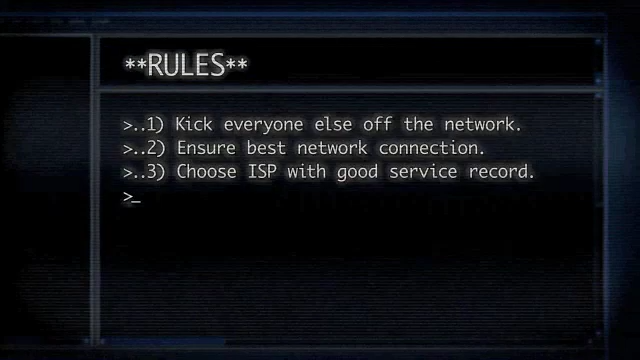 **RULES**
>..1) Kick everyone else off the network.
>..2) Ensure best network connection.
>..3) Choose ISP with good service record.
>_